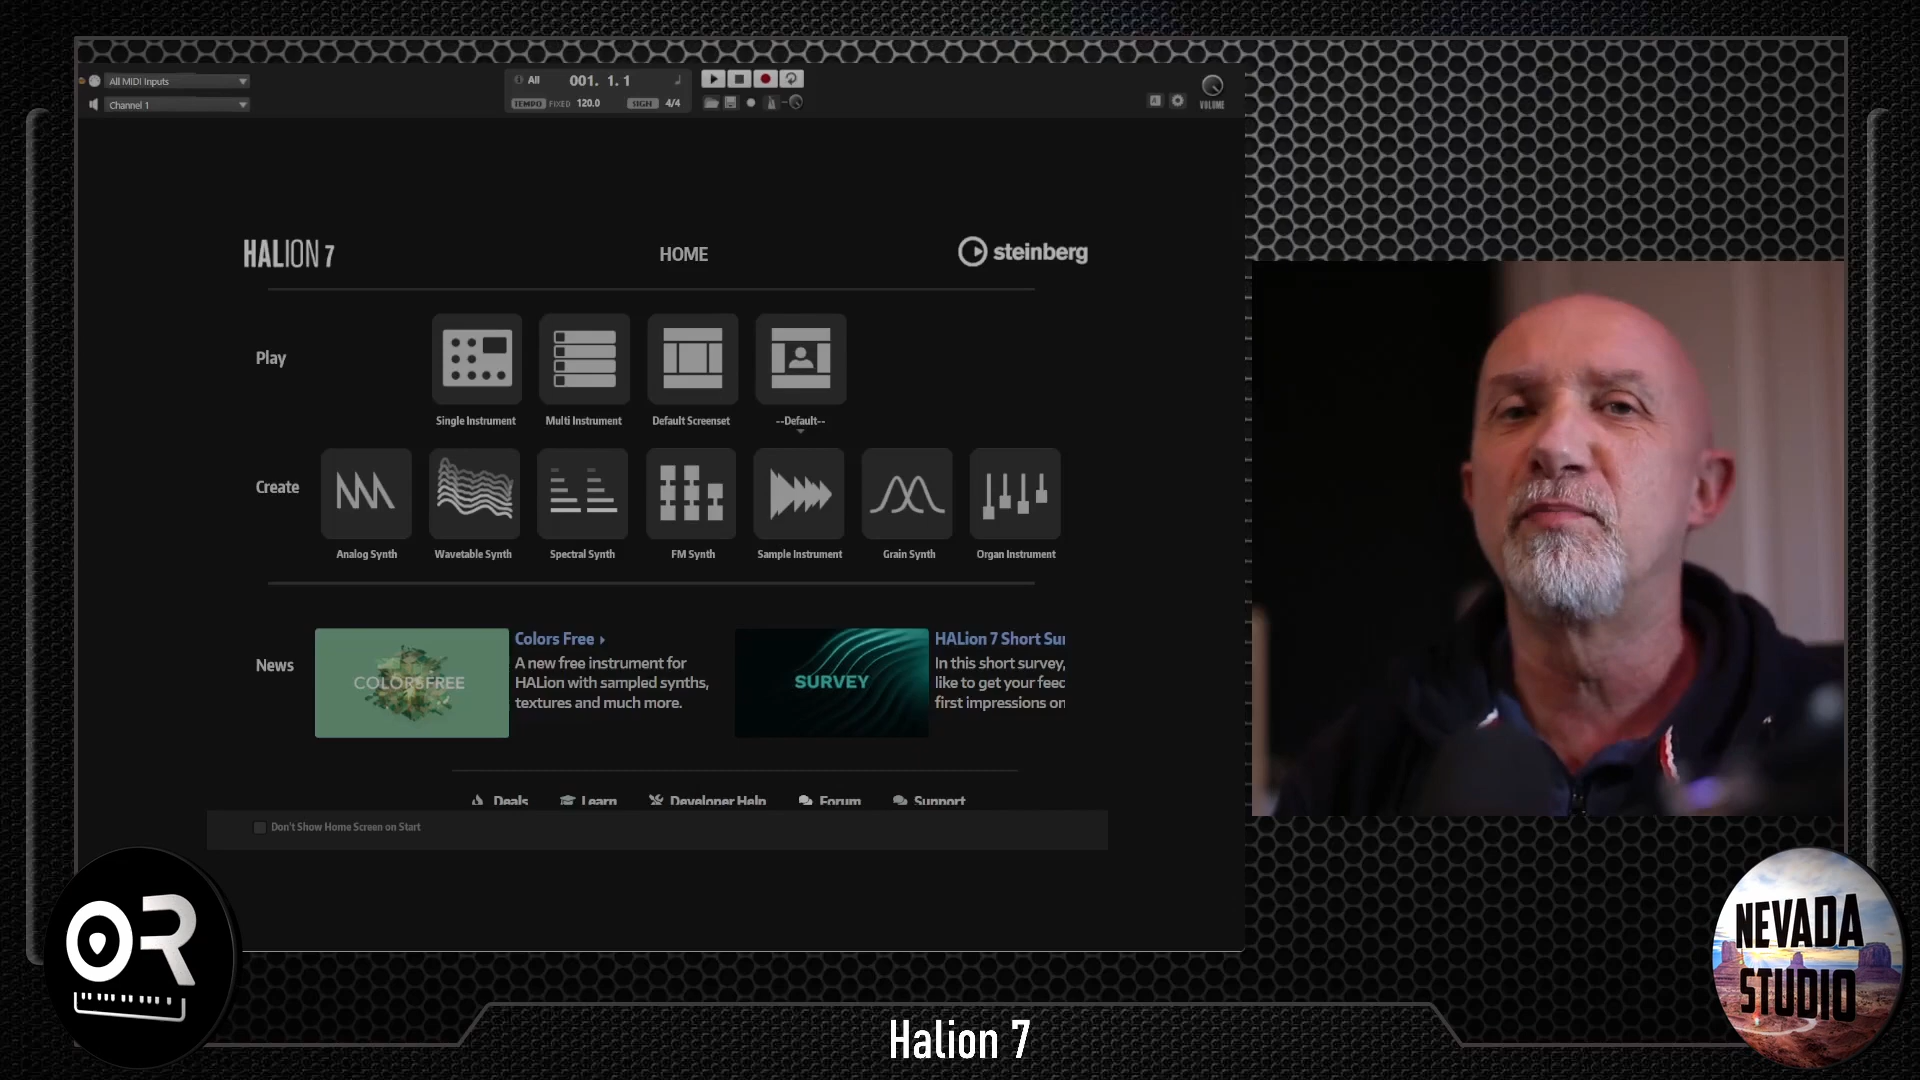 All MIDI Inputs
Channel 1
All
001. 1. 1
TEMPO FIXED 120.0 SIGN 4/4
VOLUME
HALION 7
HOME
steinberg
Play
Single Instrument
Multi Instrument
Default Screenset
--Default--
Create
Analog Synth
Wavetable Synth
Spectral Synth
FM Synth
Sample Instrument
Grain Synth
Organ Instrument
News
COLORS FREE
Colors Free
A new free instrument for
HALion with sampled synths,
textures and much more.
SURVEY
HALion 7 Short Sur
In this short survey,
like to get your feed
first impressions on
Deals
Learn
Developer Help
Forum
Support
Don't Show Home Screen on Start
OR
NEVADA
STUDIO
Halion 7